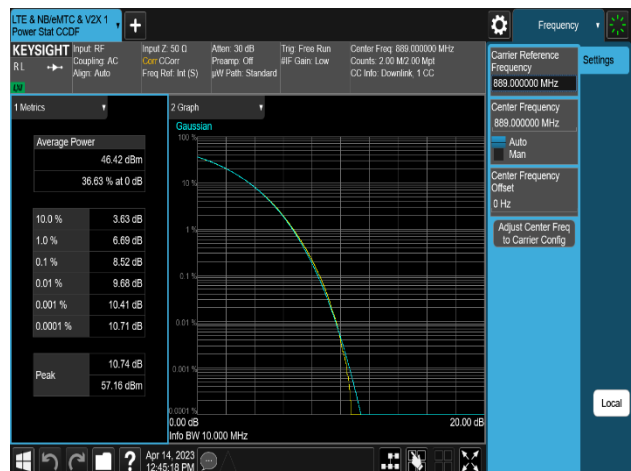 LTE & NB/eMTC & V2X 1
Power Stat CCDF
Frequency
KEYSIGHT
RL
LW
Input: RF
Coupling: AC
Align: Auto
Input Z: 50 Ω
Corr CCorr
Freq Ref: Int (S)
Atten: 30 dB
Preamp: Off
µW Path: Standard
Trig: Free Run
#IF Gain: Low
Center Freq: 889.000000 MHz
Counts: 2.00 M/2.00 Mpt
CC Info: Downlink, 1 CC
1 Metrics
Average Power
46.42 dBm
36.63 % at 0 dB
10.0 % 3.63 dB
1.0 % 6.69 dB
0.1 % 8.52 dB
0.01 % 9.68 dB
0.001 % 10.41 dB
0.0001 % 10.71 dB
Peak
10.74 dB
57.16 dBm
2 Graph
Gaussian
100 %
10 %
1 %
0.1 %
0.01 %
0.001 %
0.0001 %
0.00 dB
20.00 dB
Info BW 10.000 MHz
Carrier Reference
Frequency
889.000000 MHz
Center Frequency
889.000000 MHz
Auto
Man
Center Frequency
Offset
0 Hz
Adjust Center Freq
to Carrier Config
Settings
Local
?
Apr 14, 2023
12:45:18 PM